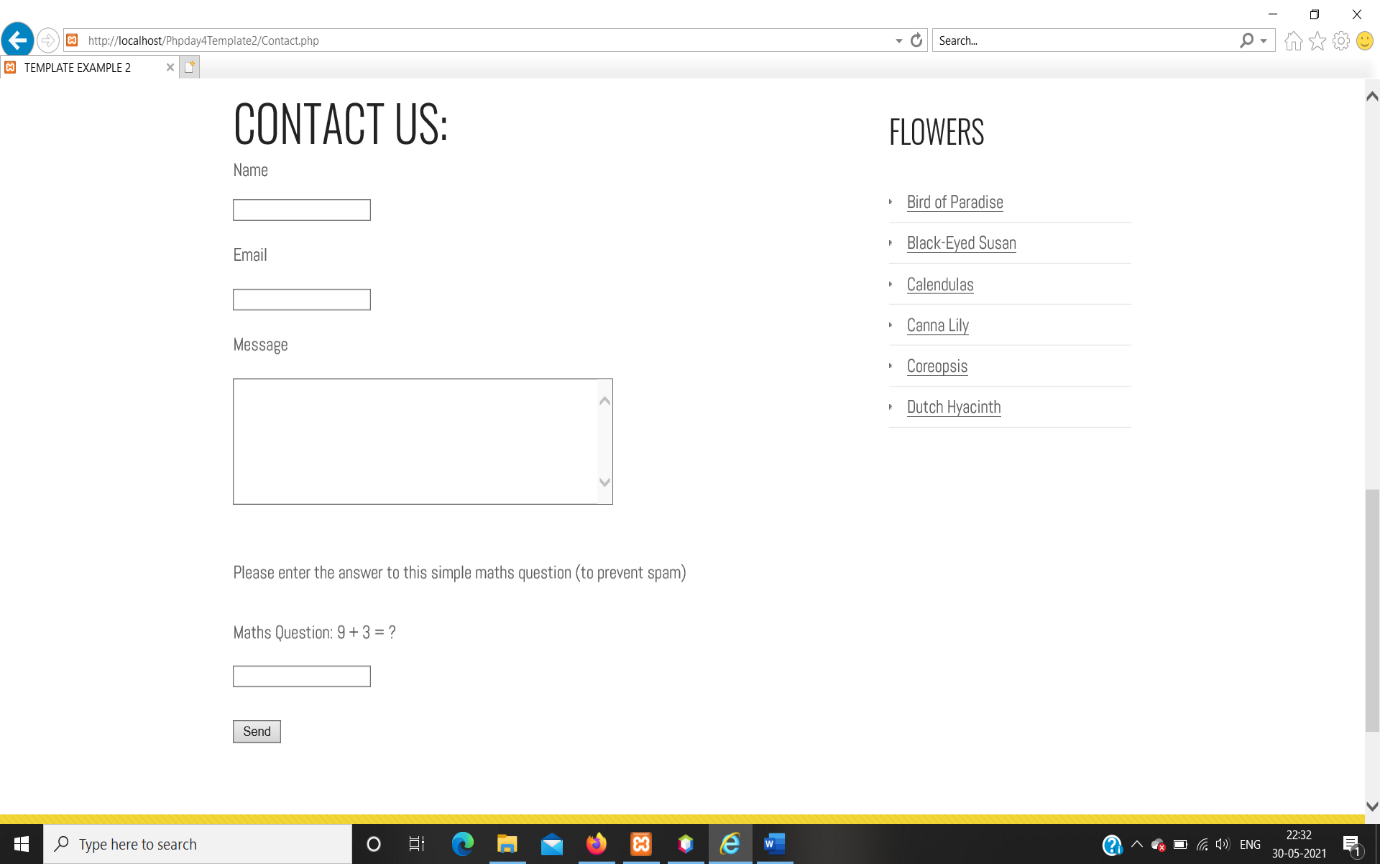 http://localhost/Phpday4Template2/Contact.php
Search...
TEMPLATE EXAMPLE 2
CONTACT US:
Name
Email
Message
Please enter the answer to this simple maths question (to prevent spam)
Maths Question: 9 + 3 = ?
Send
FLOWERS
Bird of Paradise
Black-Eyed Susan
Calendulas
Canna Lily
Coreopsis
Dutch Hyacinth
Type here to search
ENG
22:32
30-05-2021
1